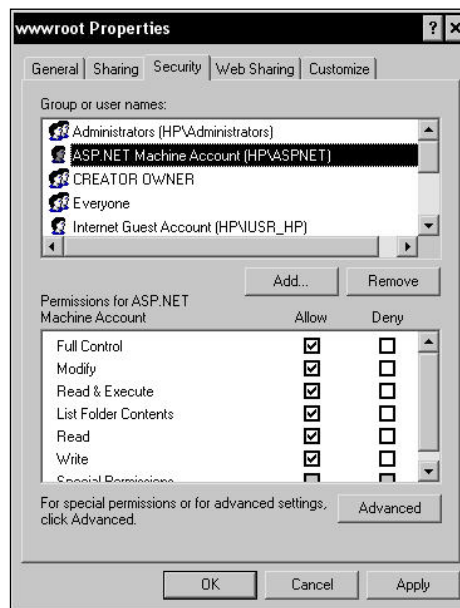 wwwroot Properties
General Sharing Security Web Sharing Customize
Group or user names:
Administrators (HP\Administrators)
ASP.NET Machine Account (HP\ASPNET)
CREATOR OWNER
Everyone
Internet Guest Account (HP\IUSR_HP)
Add... Remove
Permissions for ASP.NET
Machine Account Allow Deny
Full Control
Modify
Read & Execute
List Folder Contents
Read
Write
Special Permissions
For special permissions or for advanced settings,
click Advanced. Advanced
OK Cancel Apply